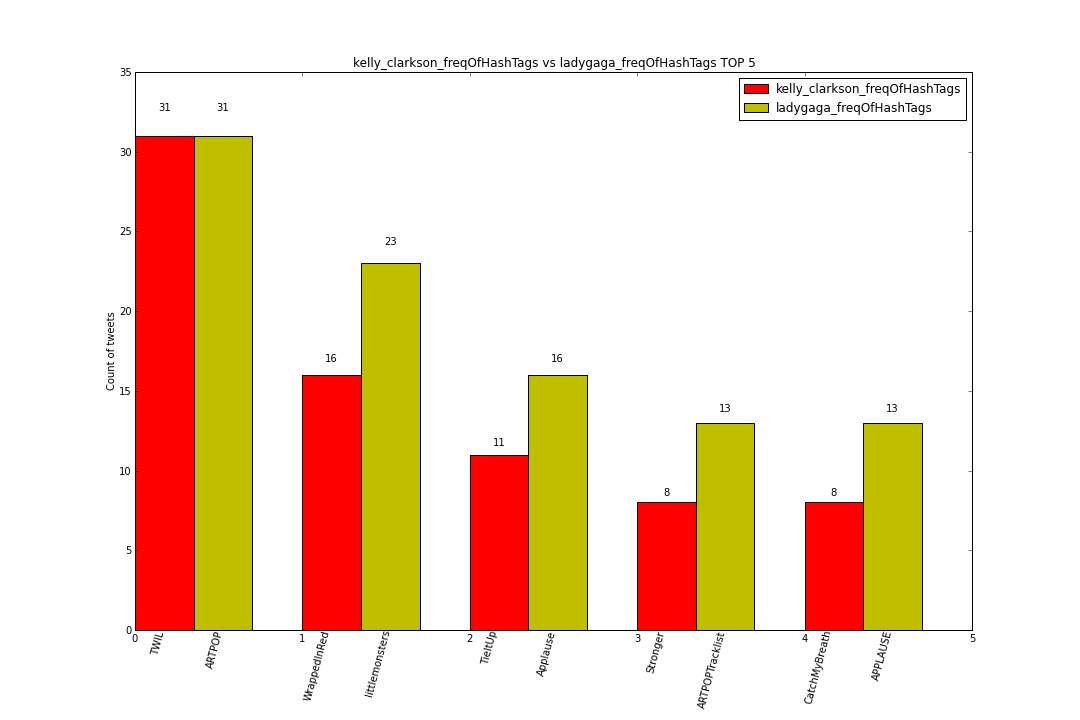 kelly_clarkson_freqOfHashTags vs ladygaga_freqOfHashTags TOP 5
kelly_clarkson_freqOfHashTags
ladygaga_freqOfHashTags
Count of tweets
35
30
25
20
15
10
5
0
31
31
16
23
11
16
8
13
8
13
0
1
2
3
4
5
TWIL
ARTPOP
WrappedInRed
littlemonsters
TieItUp
Applause
Stronger
ARTPOPTracklist
CatchMyBreath
APPLAUSE